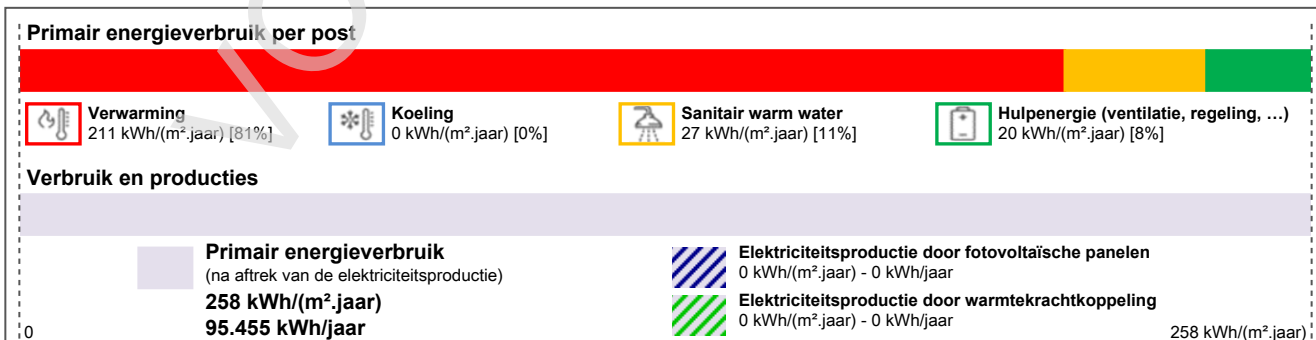 Primair energieverbruik per post
Verwarming
211 kWh/(m².jaar) [81%]
Koeling
0 kWh/(m².jaar) [0%]
Sanitair warm water
27 kWh/(m².jaar) [11%]
Hulpenergie (ventilatie, regeling, …)
20 kWh/(m².jaar) [8%]
Verbruik en producties
Primair energieverbruik
(na aftrek van de elektriciteitsproductie)
258 kWh/(m².jaar)
95.455 kWh/jaar
Elektriciteitsproductie door fotovoltaïsche panelen
0 kWh/(m².jaar) - 0 kWh/jaar
Elektriciteitsproductie door warmtekrachtkoppeling
0 kWh/(m².jaar) - 0 kWh/jaar
0
258 kWh/(m².jaar)